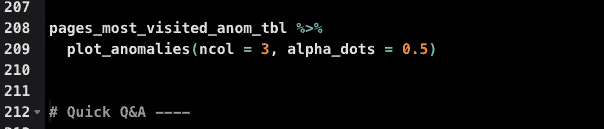 207
208 pages_most_visited_anom_tbl %>%
209   plot_anomalies(ncol = 3, alpha_dots = 0.5)
210
211
212 # Quick Q&A ----